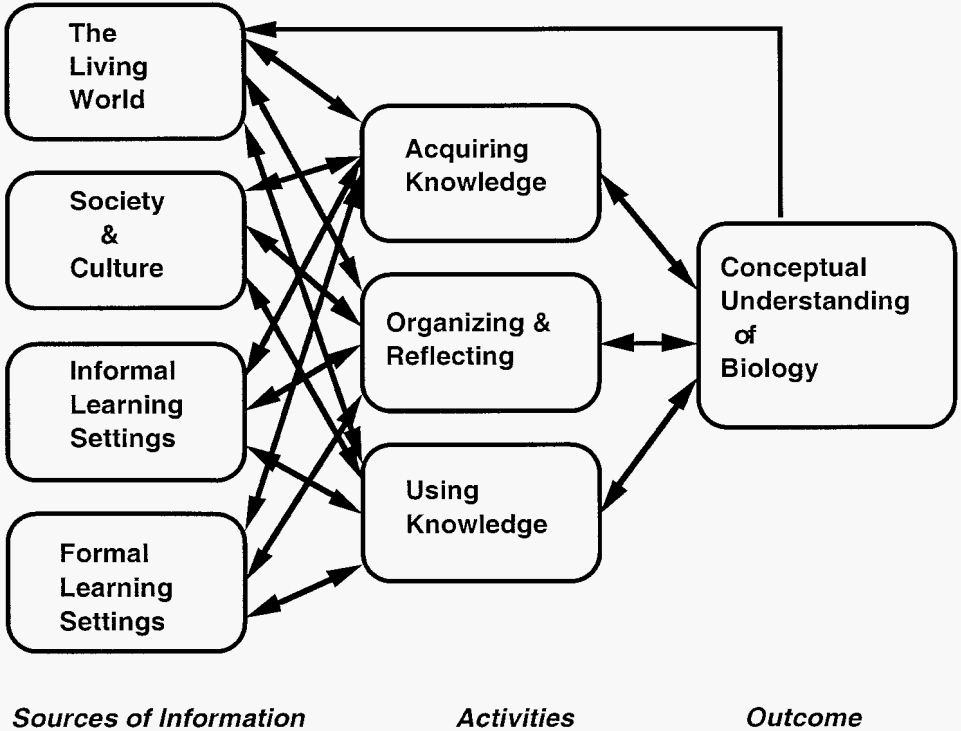 The
Living
World
Society
&
Culture
Informal
Learning
Settings
Formal
Learning
Settings
Acquiring
Knowledge
Organizing &
Reflecting
Using
Knowledge
Conceptual
Understanding
of
Biology
Sources of Information
Activities
Outcome